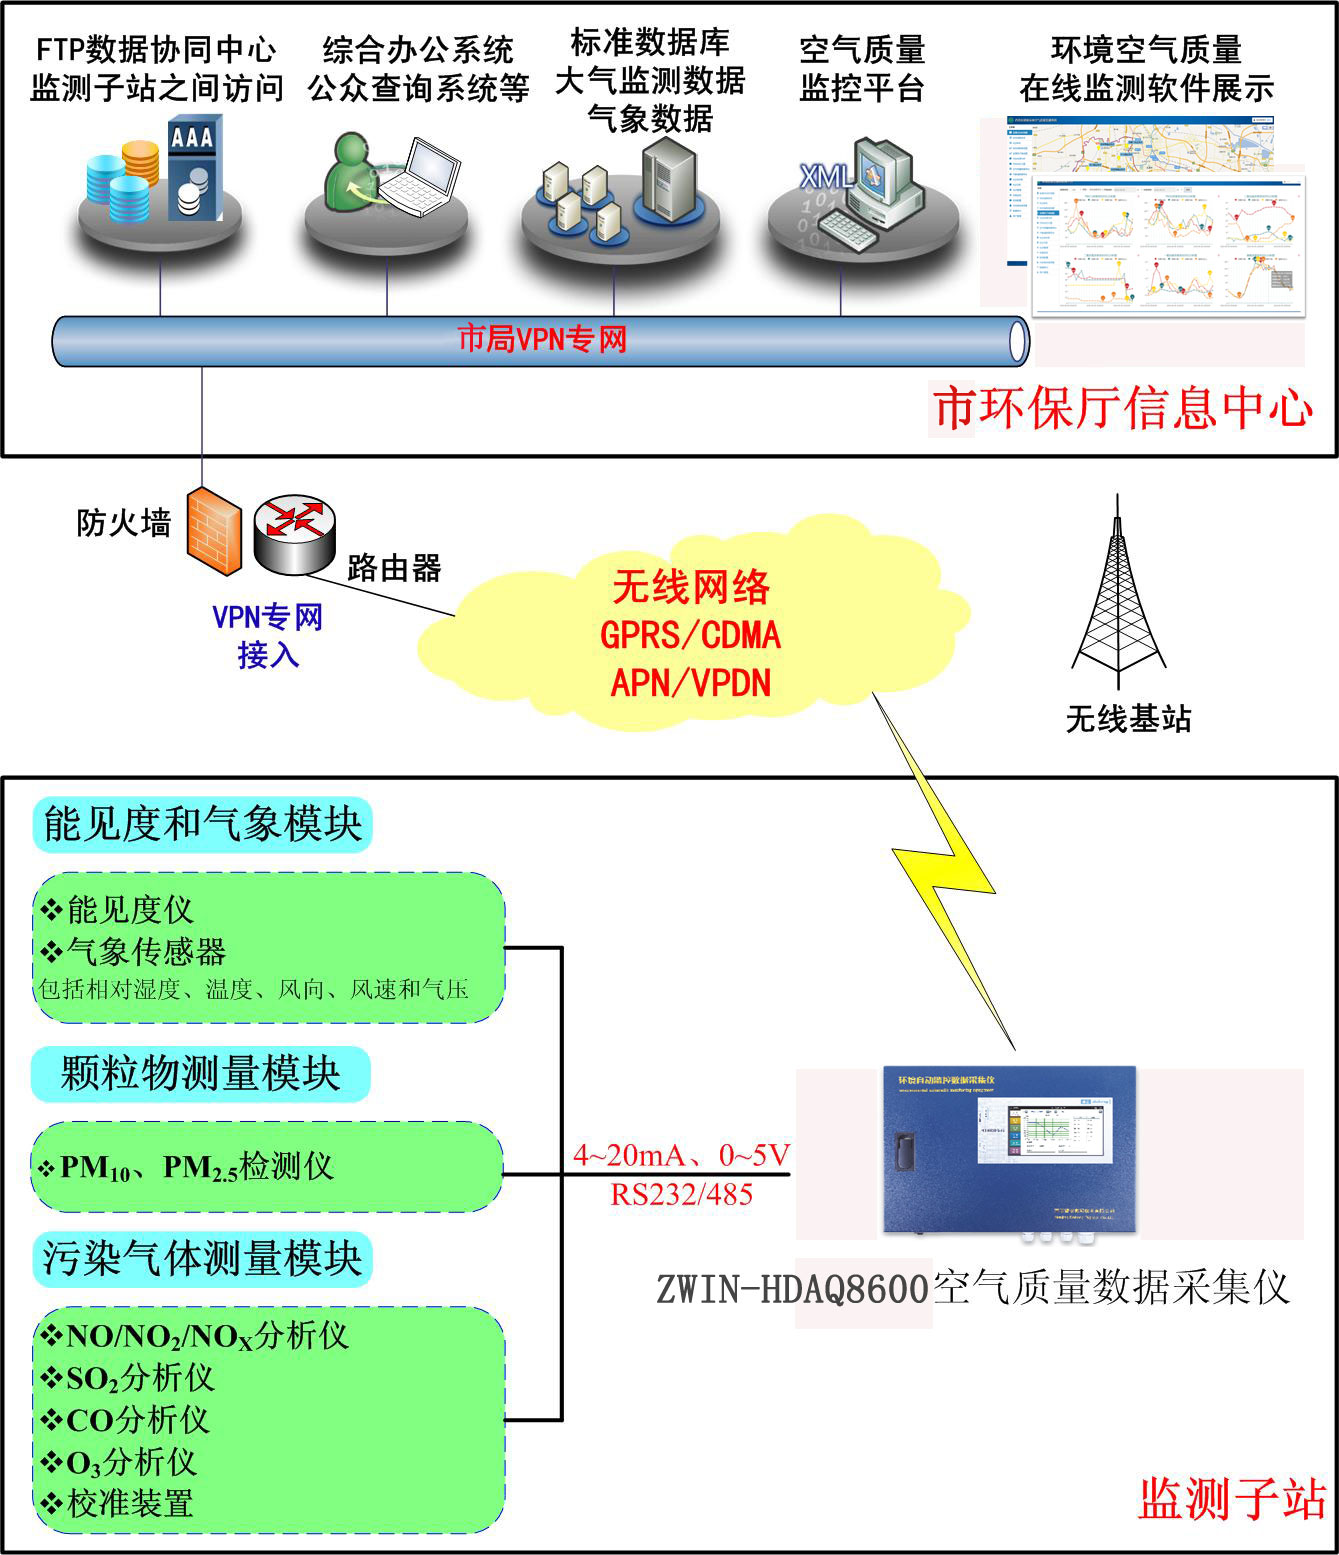 FTP数据协同中心
监测子站之间访问
综合办公系统
公众查询系统等
标准数据库
大气监测数据
气象数据
空气质量
监控平台
环境空气质量
在线监测软件展示
AAA
XML
市局VPN专网
市环保厅信息中心
防火墙
路由器
VPN专网
接入
无线网络
GPRS/CDMA
APN/VPDN
无线基站
能见度和气象模块
❖能见度仪
❖气象传感器
包括相对湿度、温度、风向、风速和气压
颗粒物测量模块
❖PM10、PM2.5检测仪
4~20mA、0~5V
RS232/485
环境自动监控数据采集仪
ZWIN-HDAQ8600空气质量数据采集仪
污染气体测量模块
❖NO/NO2/NOX分析仪
❖SO2分析仪
❖CO分析仪
❖O3分析仪
❖校准装置
监测子站